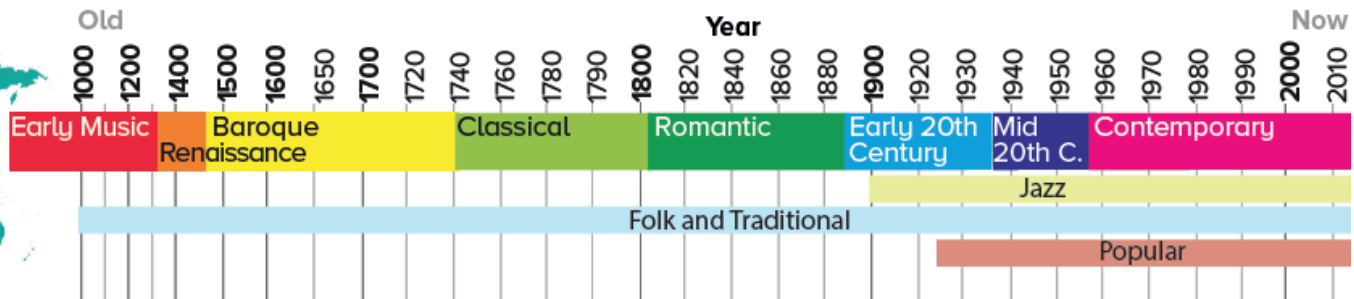 Old
Year
Now
1000 1200 1400 1500 1600 1650 1700 1720 1740 1760 1780 1790 1800 1820 1840 1860 1880 1900 1920 1930 1940 1950 1960 1970 1980 1990 2000 2010
Early Music
Renaissance
Baroque
Classical
Romantic
Early 20th
Century
Mid
20th C.
Contemporary
Jazz
Folk and Traditional
Popular